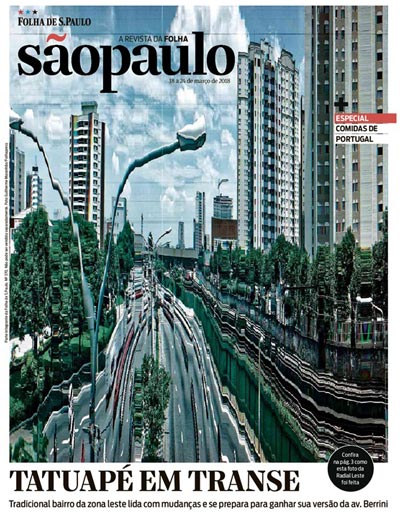 FOLHA DE S.PAULO
A REVISTA DA FOLHA
sãopaulo
18 a 24 de março de 2018
+
ESPECIAL
COMIDAS DE
PORTUGAL
Confira
na pág. 3 como
esta foto da
Radial Leste
foi feita
TATUAPÉ EM TRANSE
Tradicional bairro da zona leste lida com mudanças e se prepara para ganhar sua versão da av. Berrini